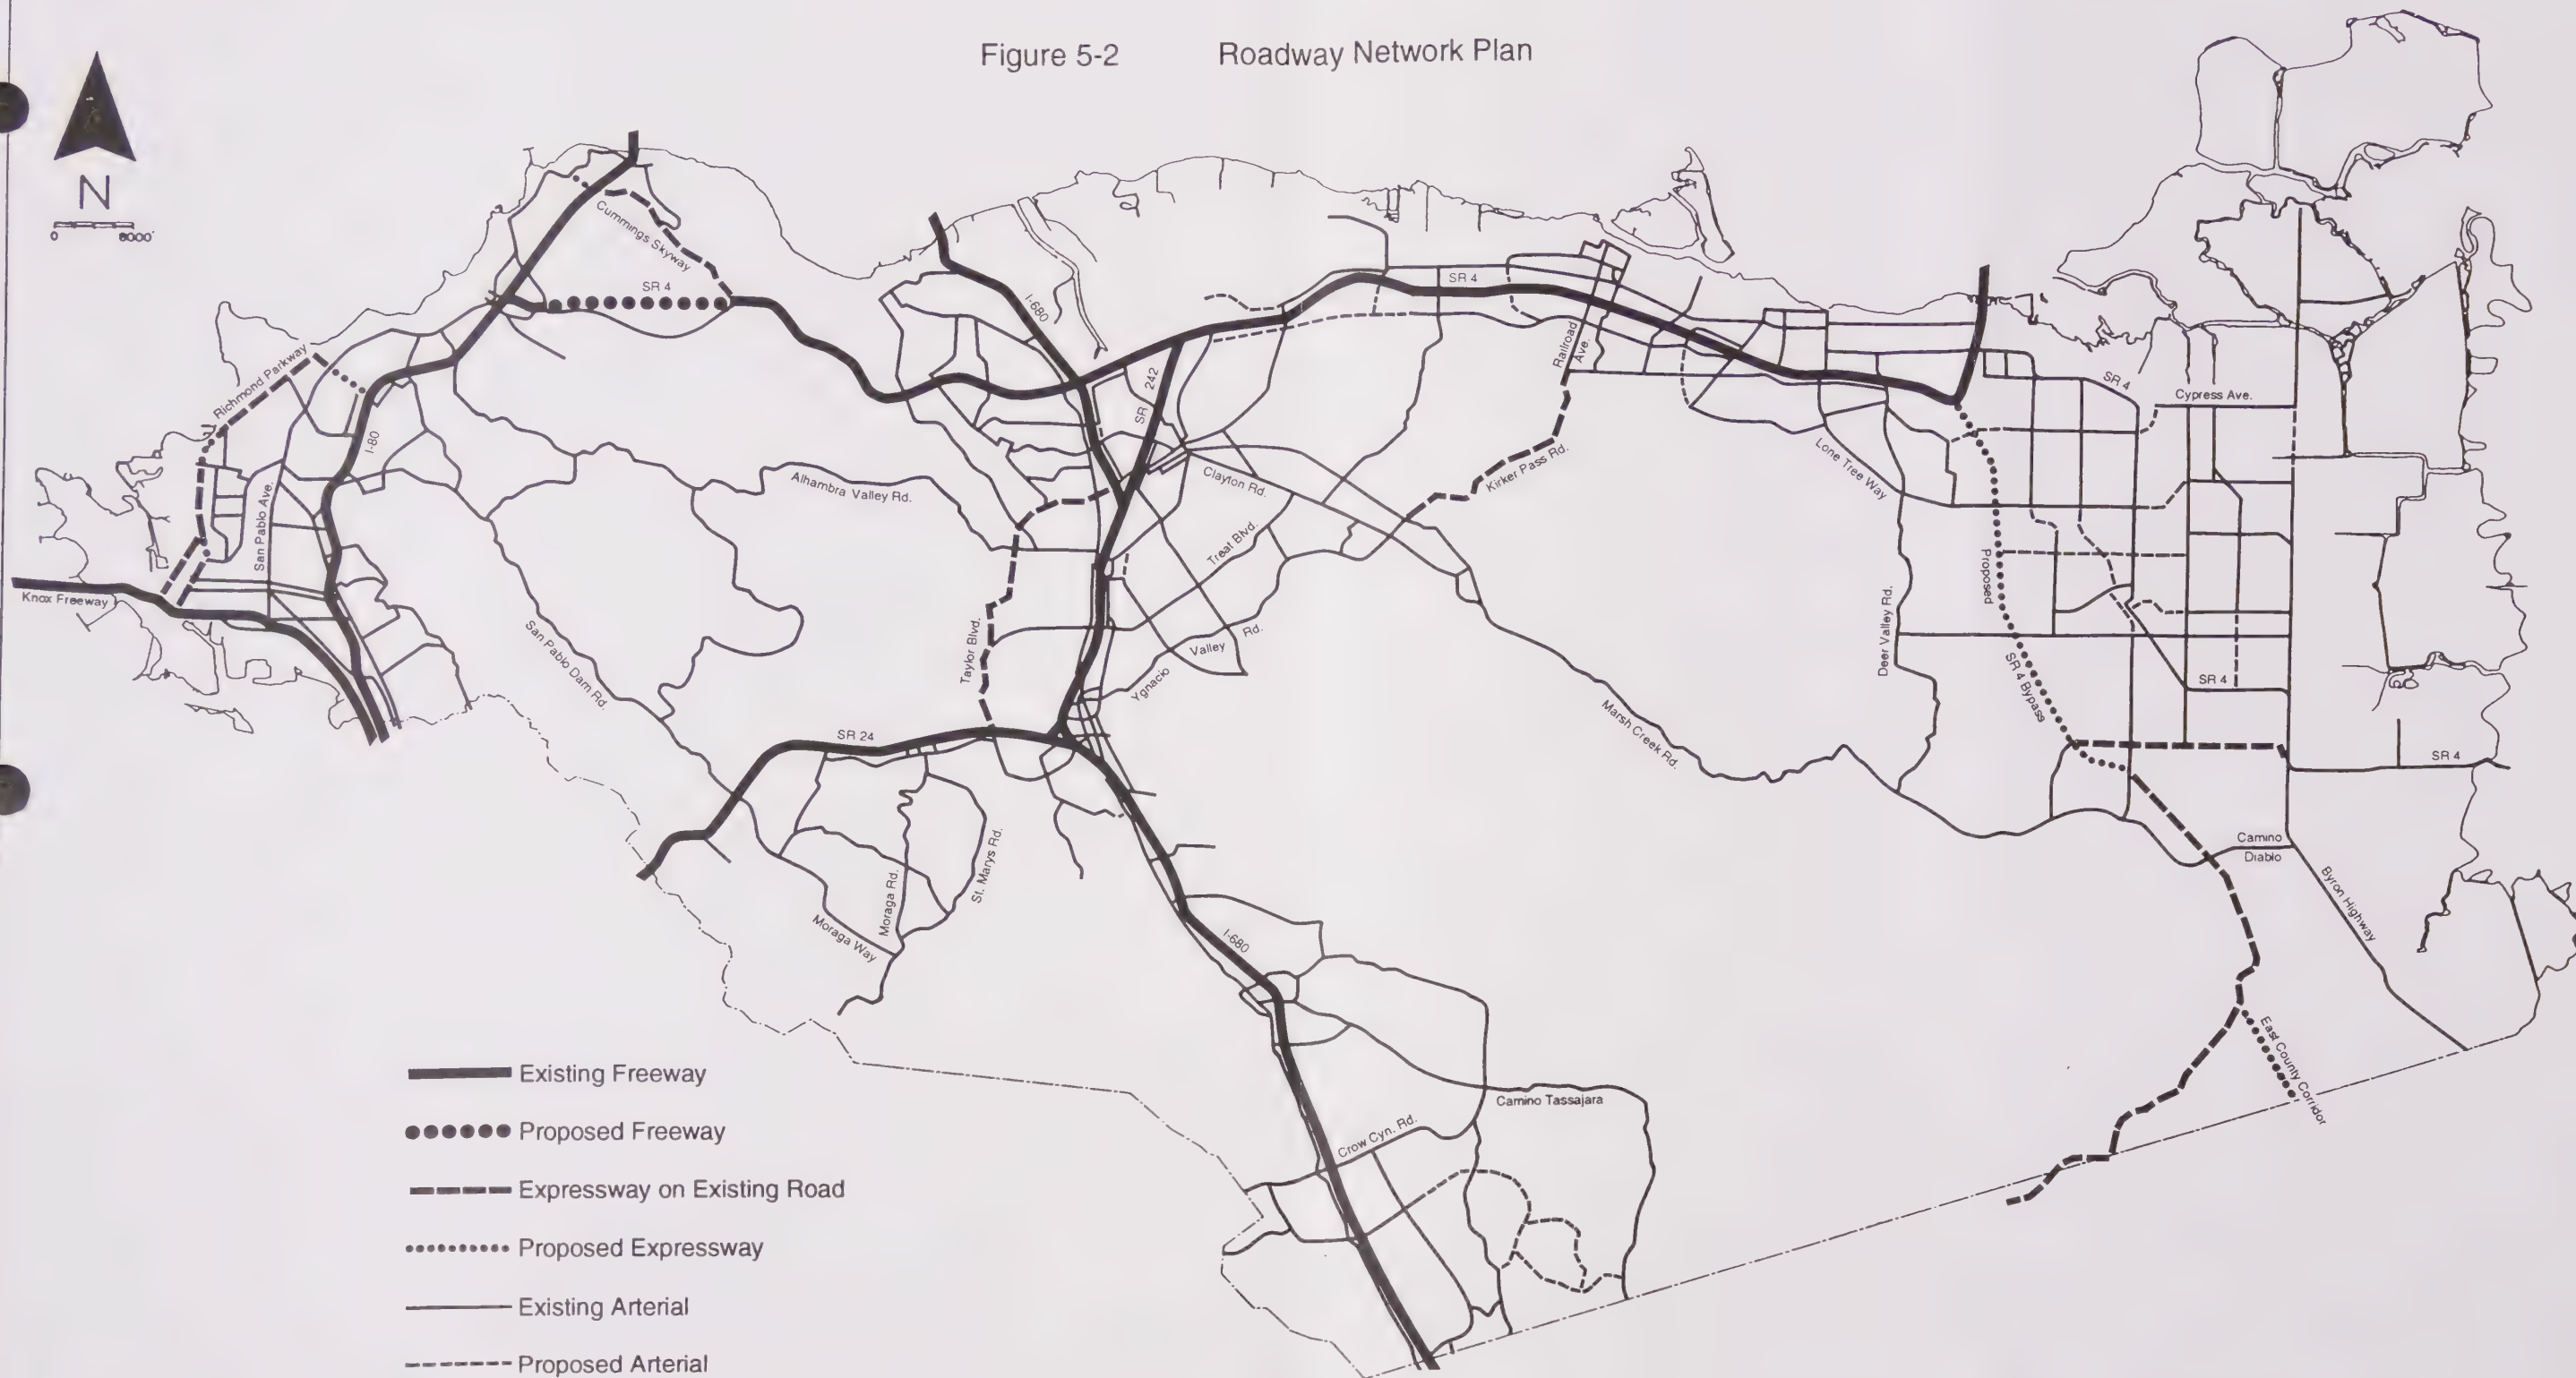 Figure 5-2 Roadway Network Plan
N
0 6000'
Cummings Skyway
SR 4
I-680
SR 4
Richmond Parkway
I-80
SR 242
Railroad
Ave.
SR 4
Cypress Ave.
San Pablo Ave.
Alhambra Valley Rd.
Clayton Rd.
Kirker Pass Rd.
Lone Tree Way
Treat Blvd.
Knox Freeway
San Pablo Dam Rd.
Taylor Blvd.
Ygnacio Valley Rd.
Deer Valley Rd.
Proposed
SR 4 Bypass
SR 4
Marsh Creek Rd.
SR 24
SR 4
Camino
Diablo
Byron Highway
Moraga Rd.
St. Marys Rd.
Moraga Way
I-680
East County Corridor
Camino Tassajara
Crow Cyn. Rd.
Existing Freeway
Proposed Freeway
Expressway on Existing Road
Proposed Expressway
Existing Arterial
Proposed Arterial